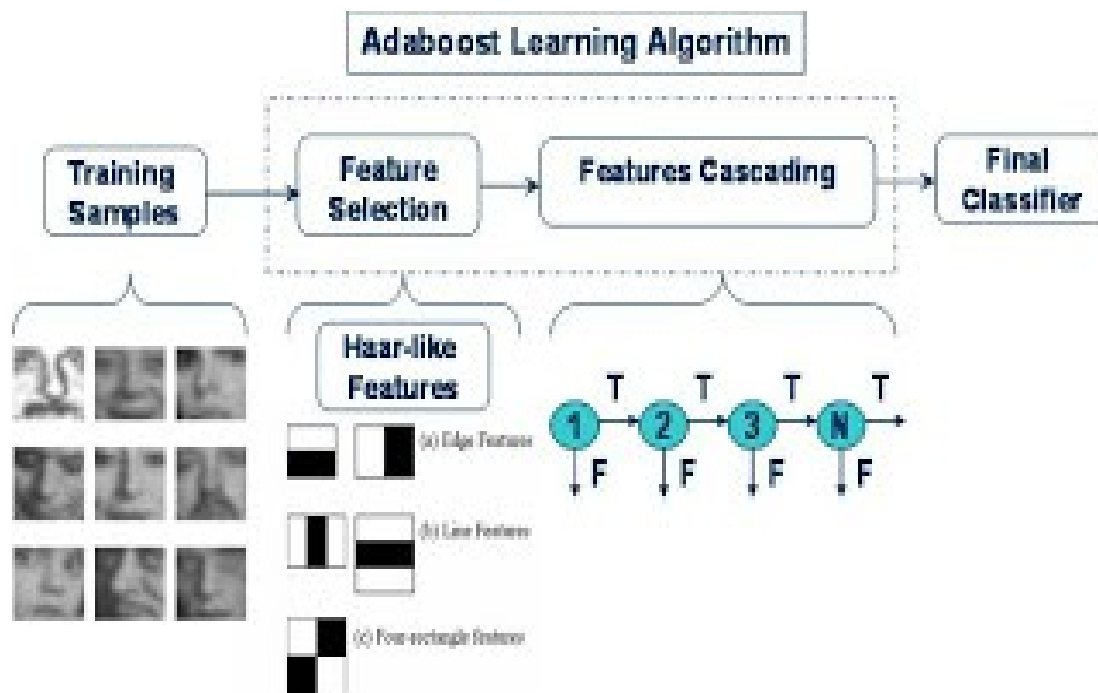 Adaboost Learning Algorithm
Training
Samples
Feature
Selection
Features Cascading
Final
Classifier
Haar-like
Features
(a) Edge Features
(b) Line Features
(c) Four-rectangle features
T T T T
1 2 3 N
F F F F